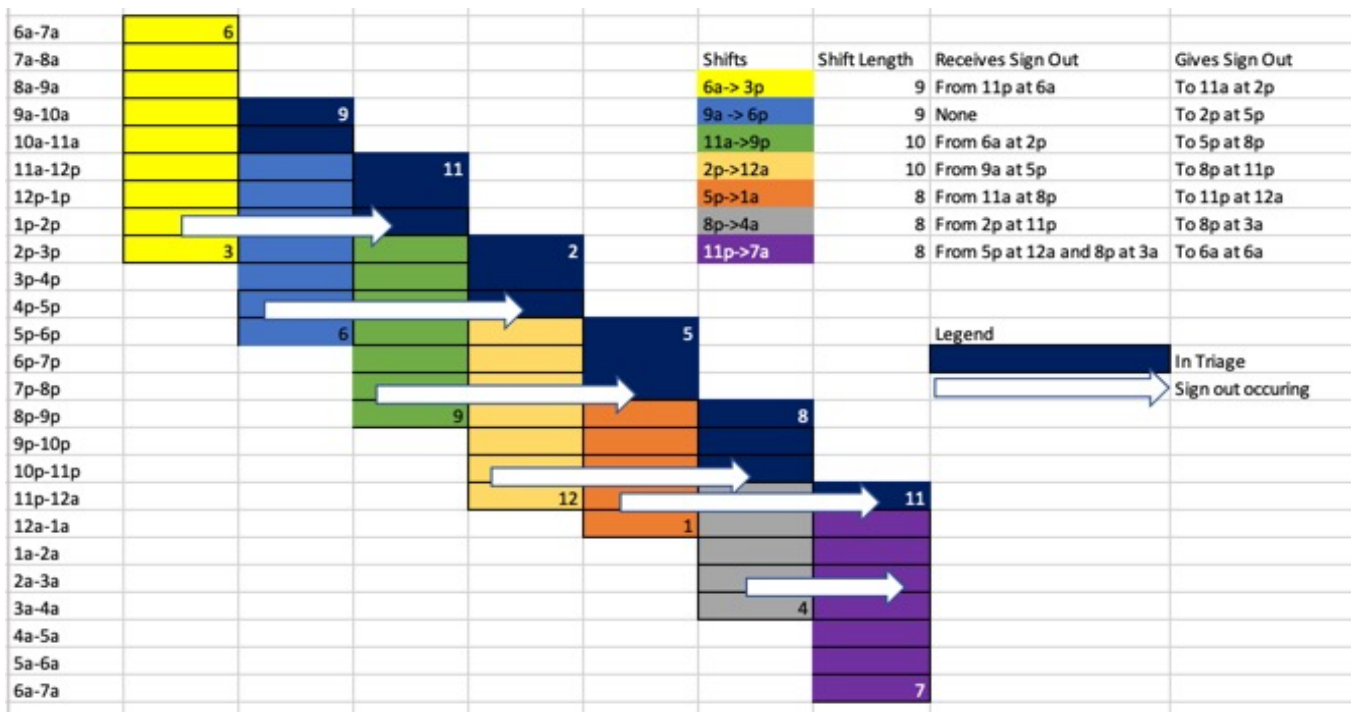 6a-7a 6
7a-8a Shifts Shift Length Receives Sign Out Gives Sign Out
8a-9a 6a-> 3p 9 From 11p at 6a To 11a at 2p
9a-10a 9 9a -> 6p 9 None To 2p at 5p
10a-11a 11a->9p 10 From 6a at 2p To 5p at 8p
11a-12p 11 2p->12a 10 From 9a at 5p To 8p at 11p
12p-1p 5p->1a 8 From 11a at 8p To 11p at 12a
1p-2p 8p->4a 8 From 2p at 11p To 8p at 3a
2p-3p 3 2 11p->7a 8 From 5p at 12a and 8p at 3a To 6a at 6a
3p-4p
4p-5p
5p-6p 6 5 Legend
6p-7p In Triage
7p-8p Sign out occuring
8p-9p 9 8
9p-10p
10p-11p
11p-12a 12 11
12a-1a 1
1a-2a
2a-3a
3a-4a 4
4a-5a
5a-6a
6a-7a 7